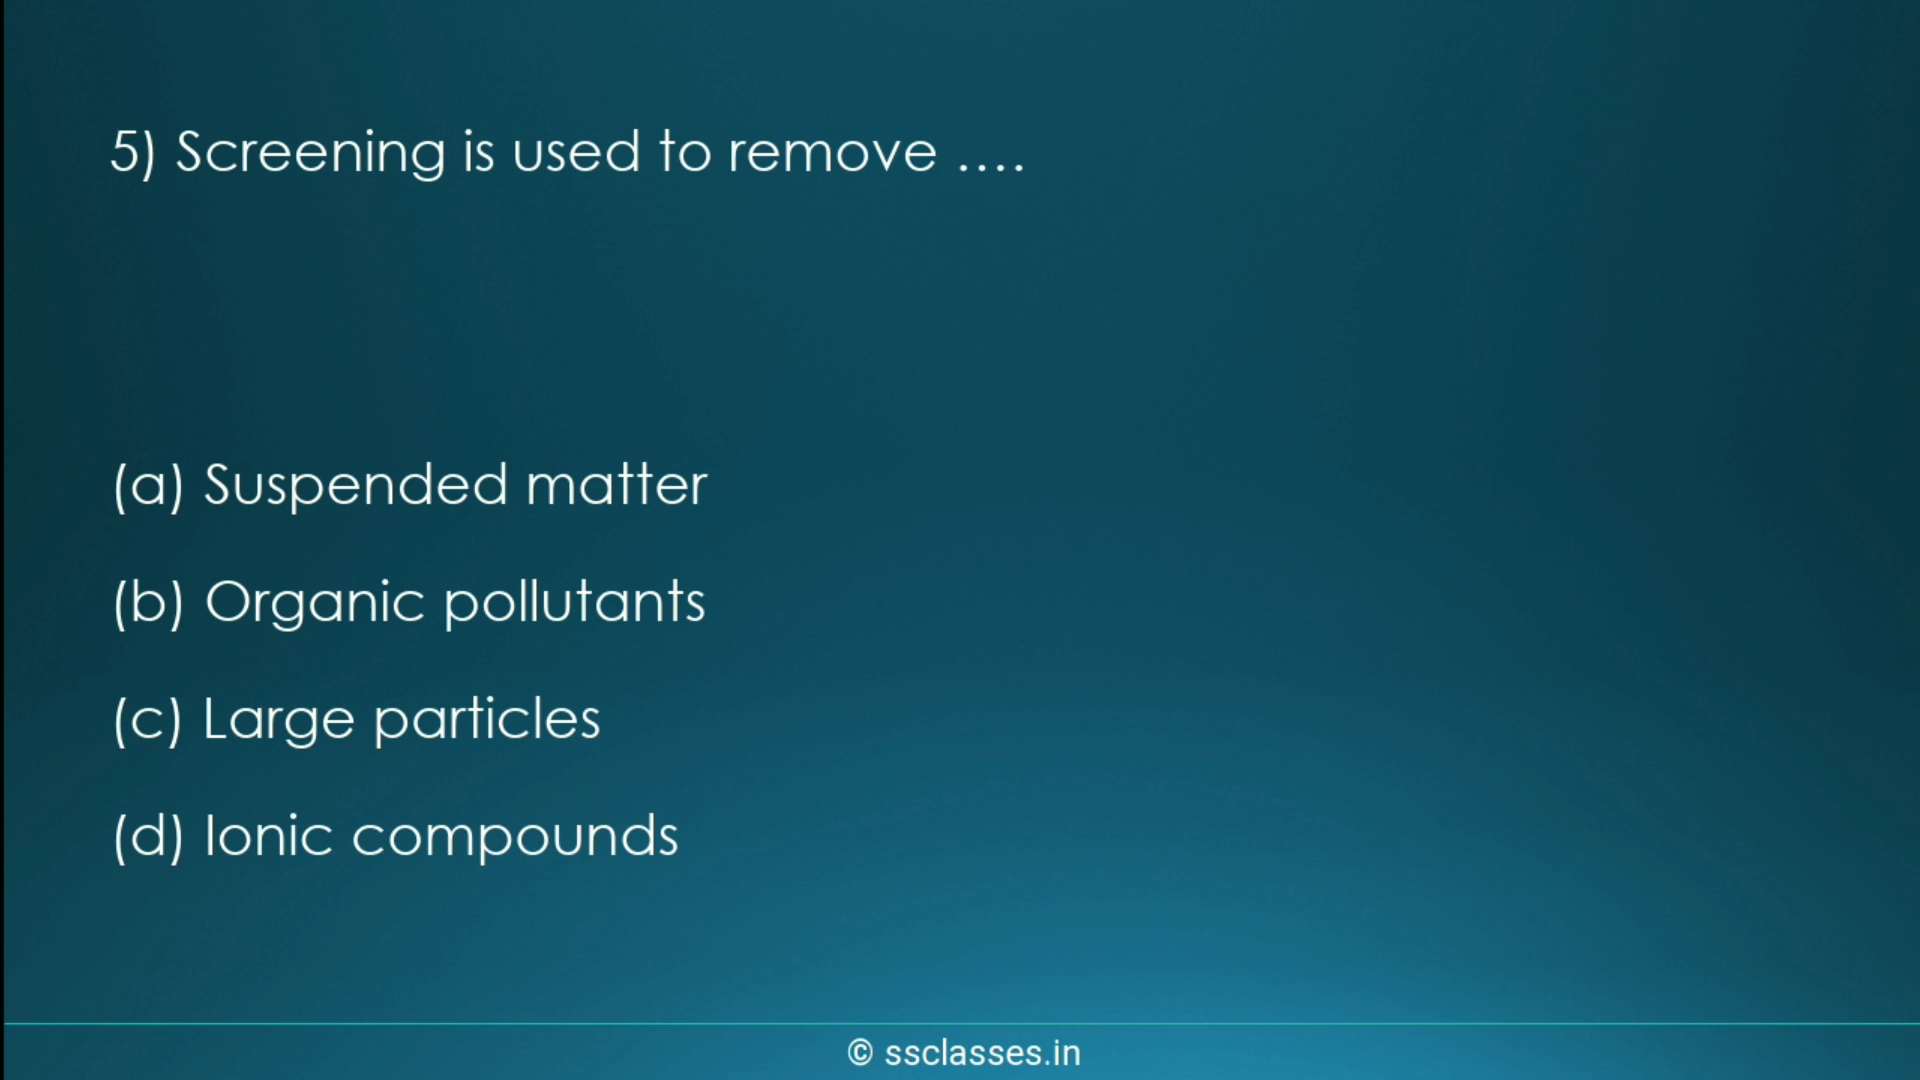 5) Screening is used to remove ....
(a) Suspended matter
(b) Organic pollutants
(c) Large particles
(d) Ionic compounds
© ssclasses.in